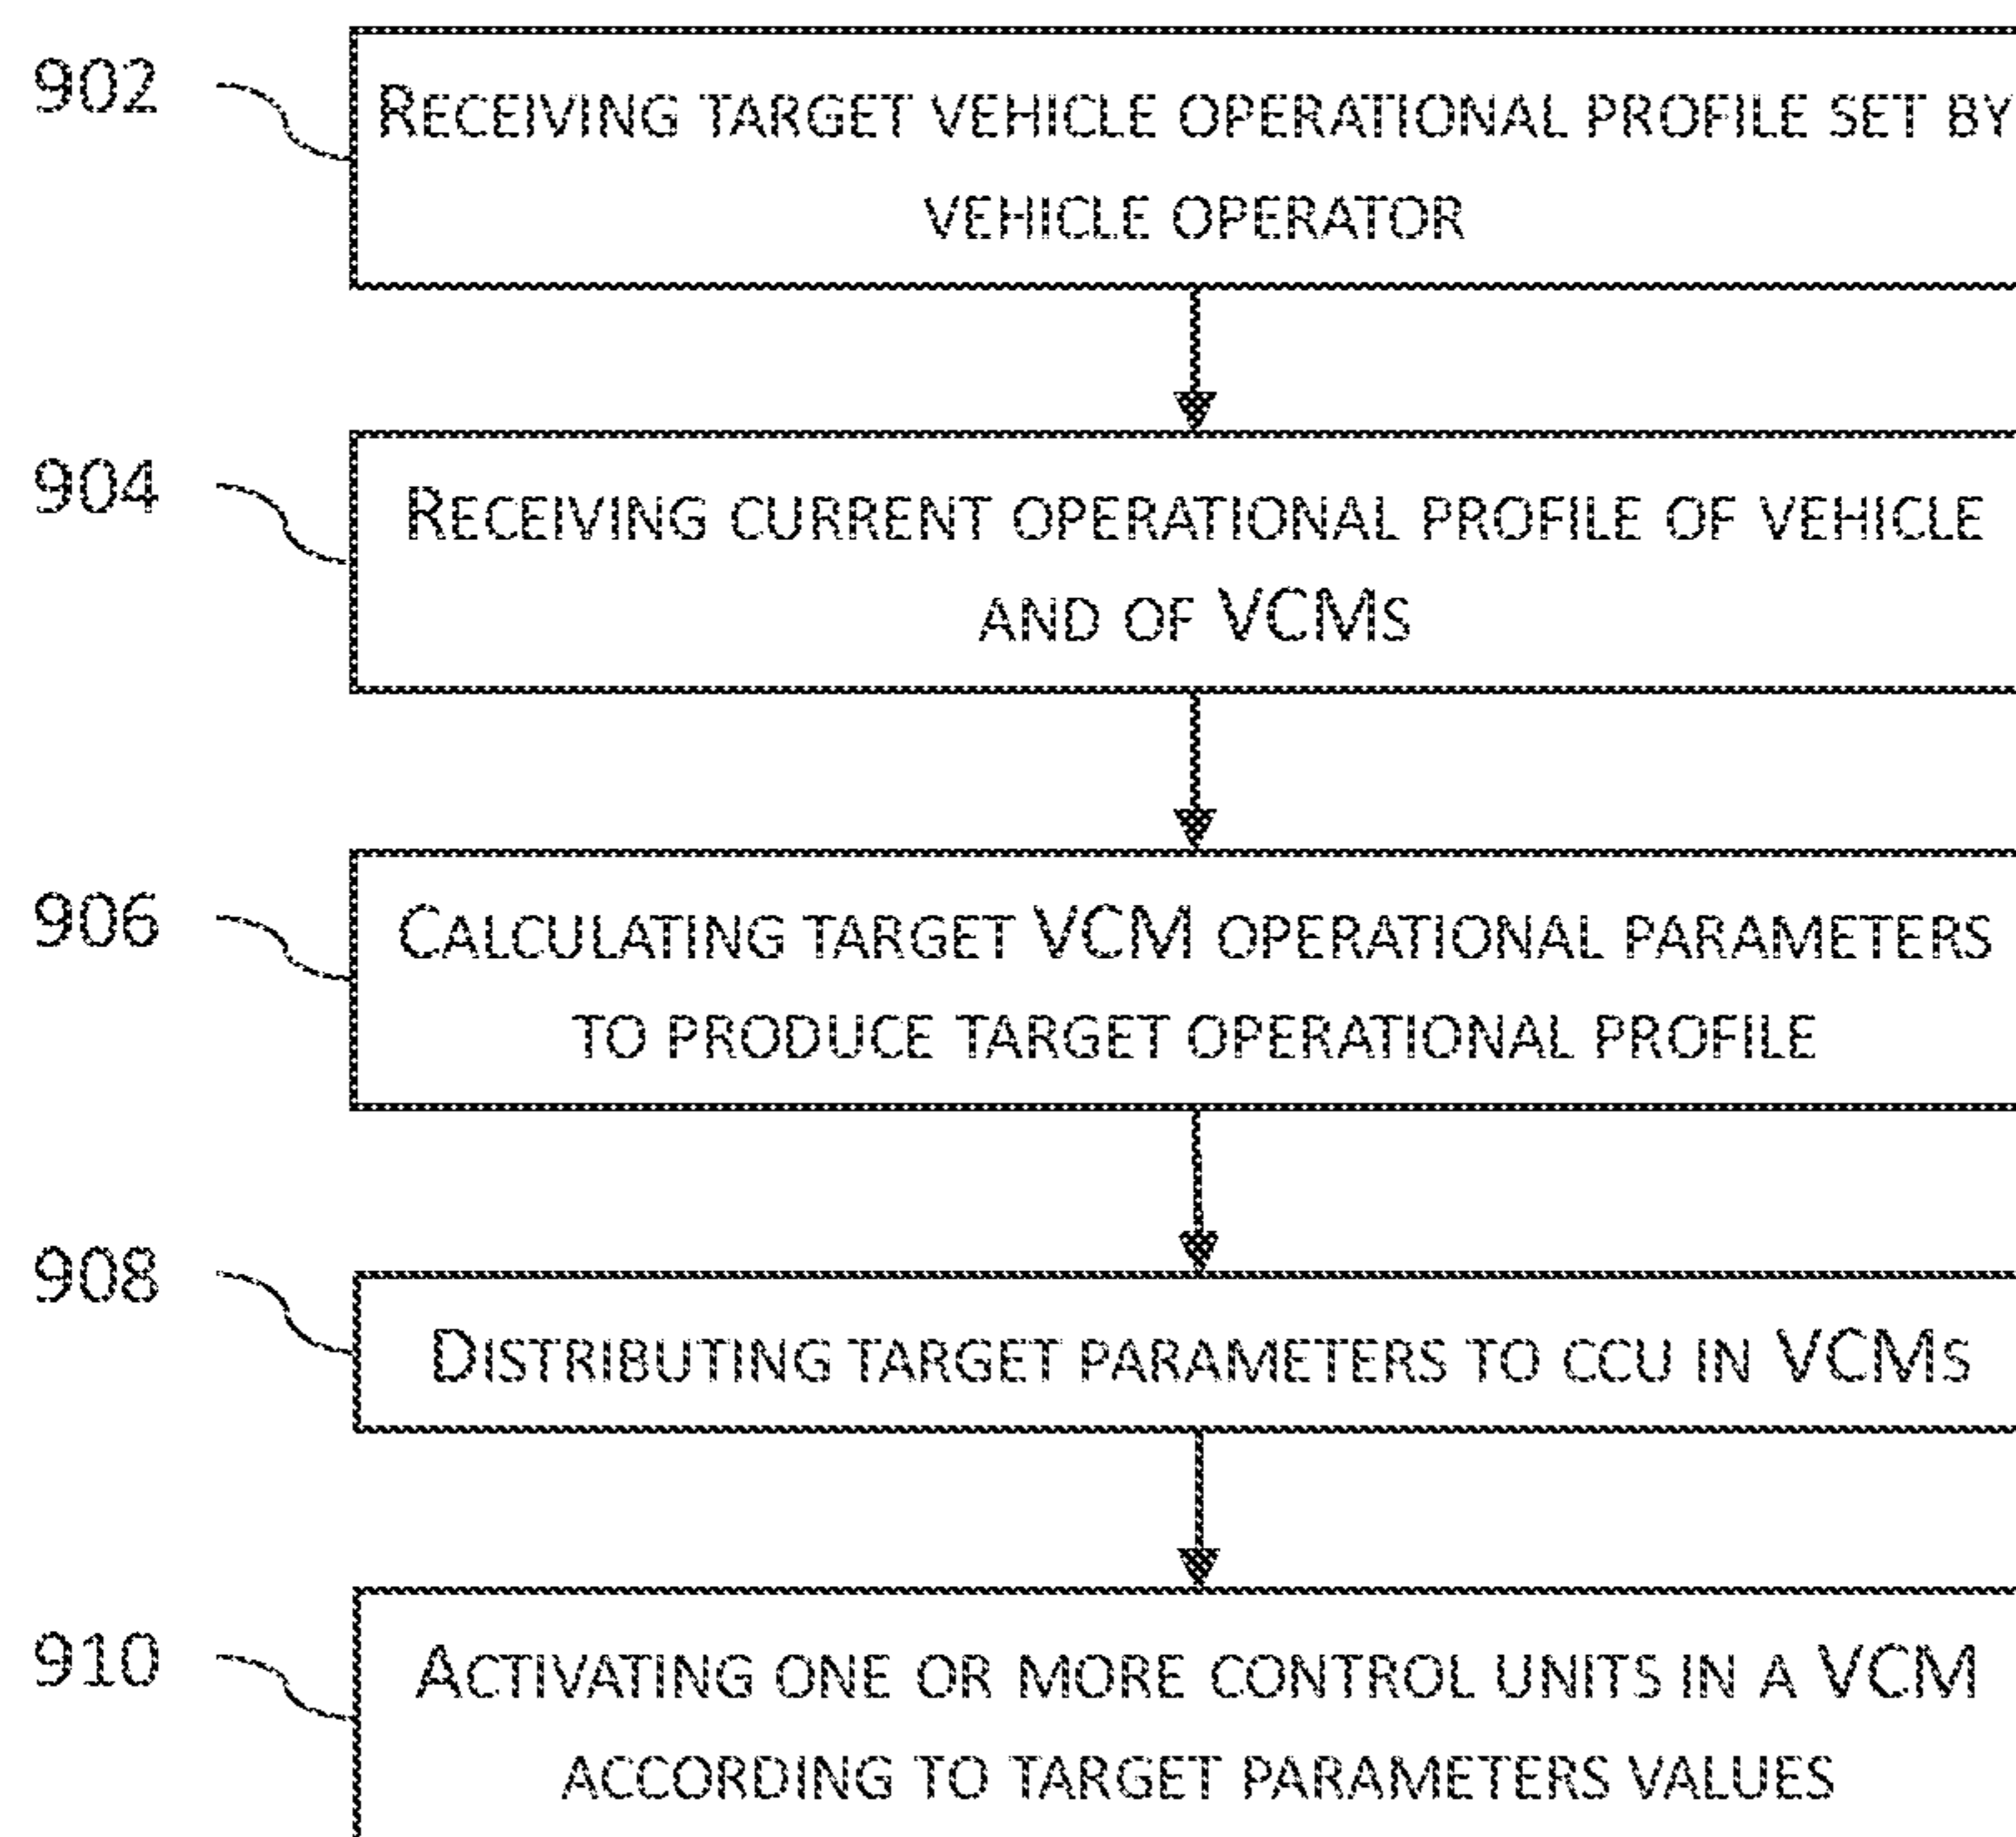 902
RECEIVING TARGET VEHICLE OPERATIONAL PROFILE SET BY
VEHICLE OPERATOR
904
RECEIVING CURRENT OPERATIONAL PROFILE OF VEHICLE
AND OF VCMS
906
CALCULATING TARGET VCM OPERATIONAL PARAMETERS
TO PRODUCE TARGET OPERATIONAL PROFILE
908
DISTRIBUTING TARGET PARAMETERS TO CCU IN VCMS
910
ACTIVATING ONE OR MORE CONTROL UNITS IN A VCM
ACCORDING TO TARGET PARAMETERS VALUES